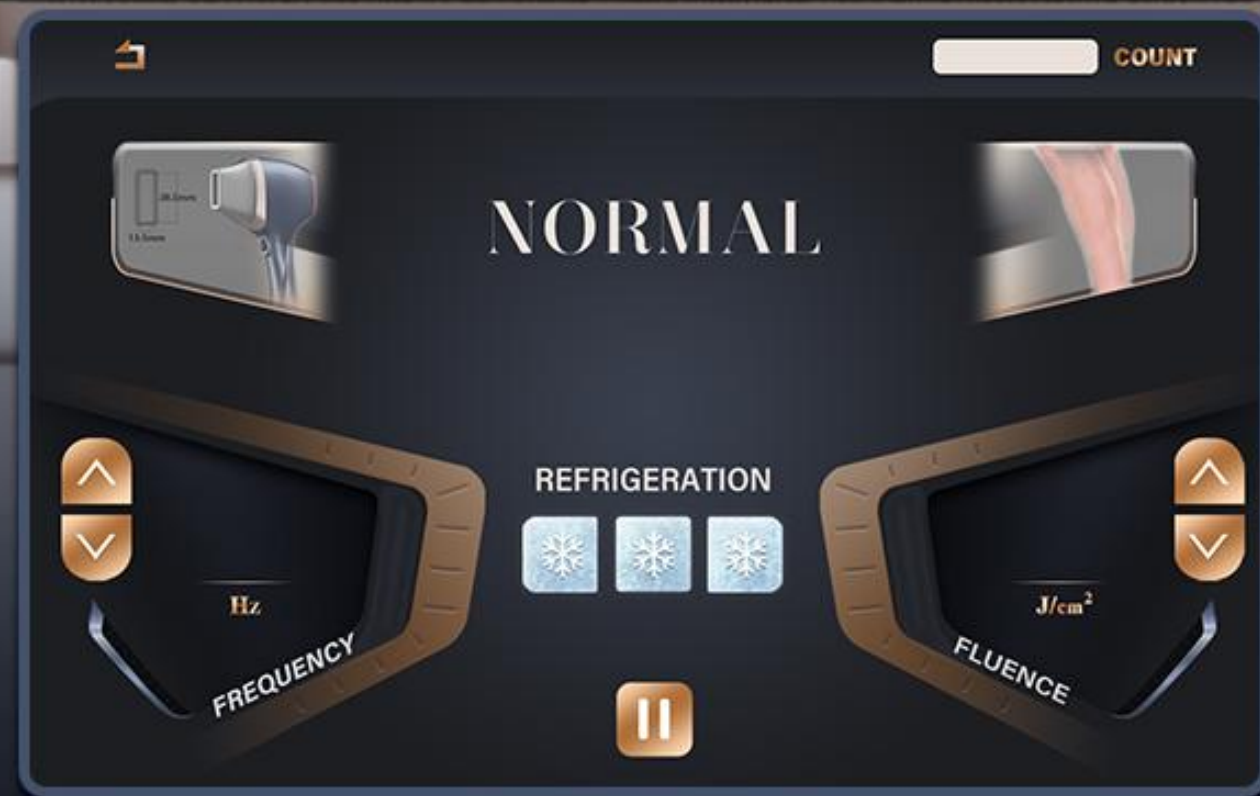 COUNT
NORMAL
REFRIGERATION
Hz
J/cm²
FREQUENCY
FLUENCE